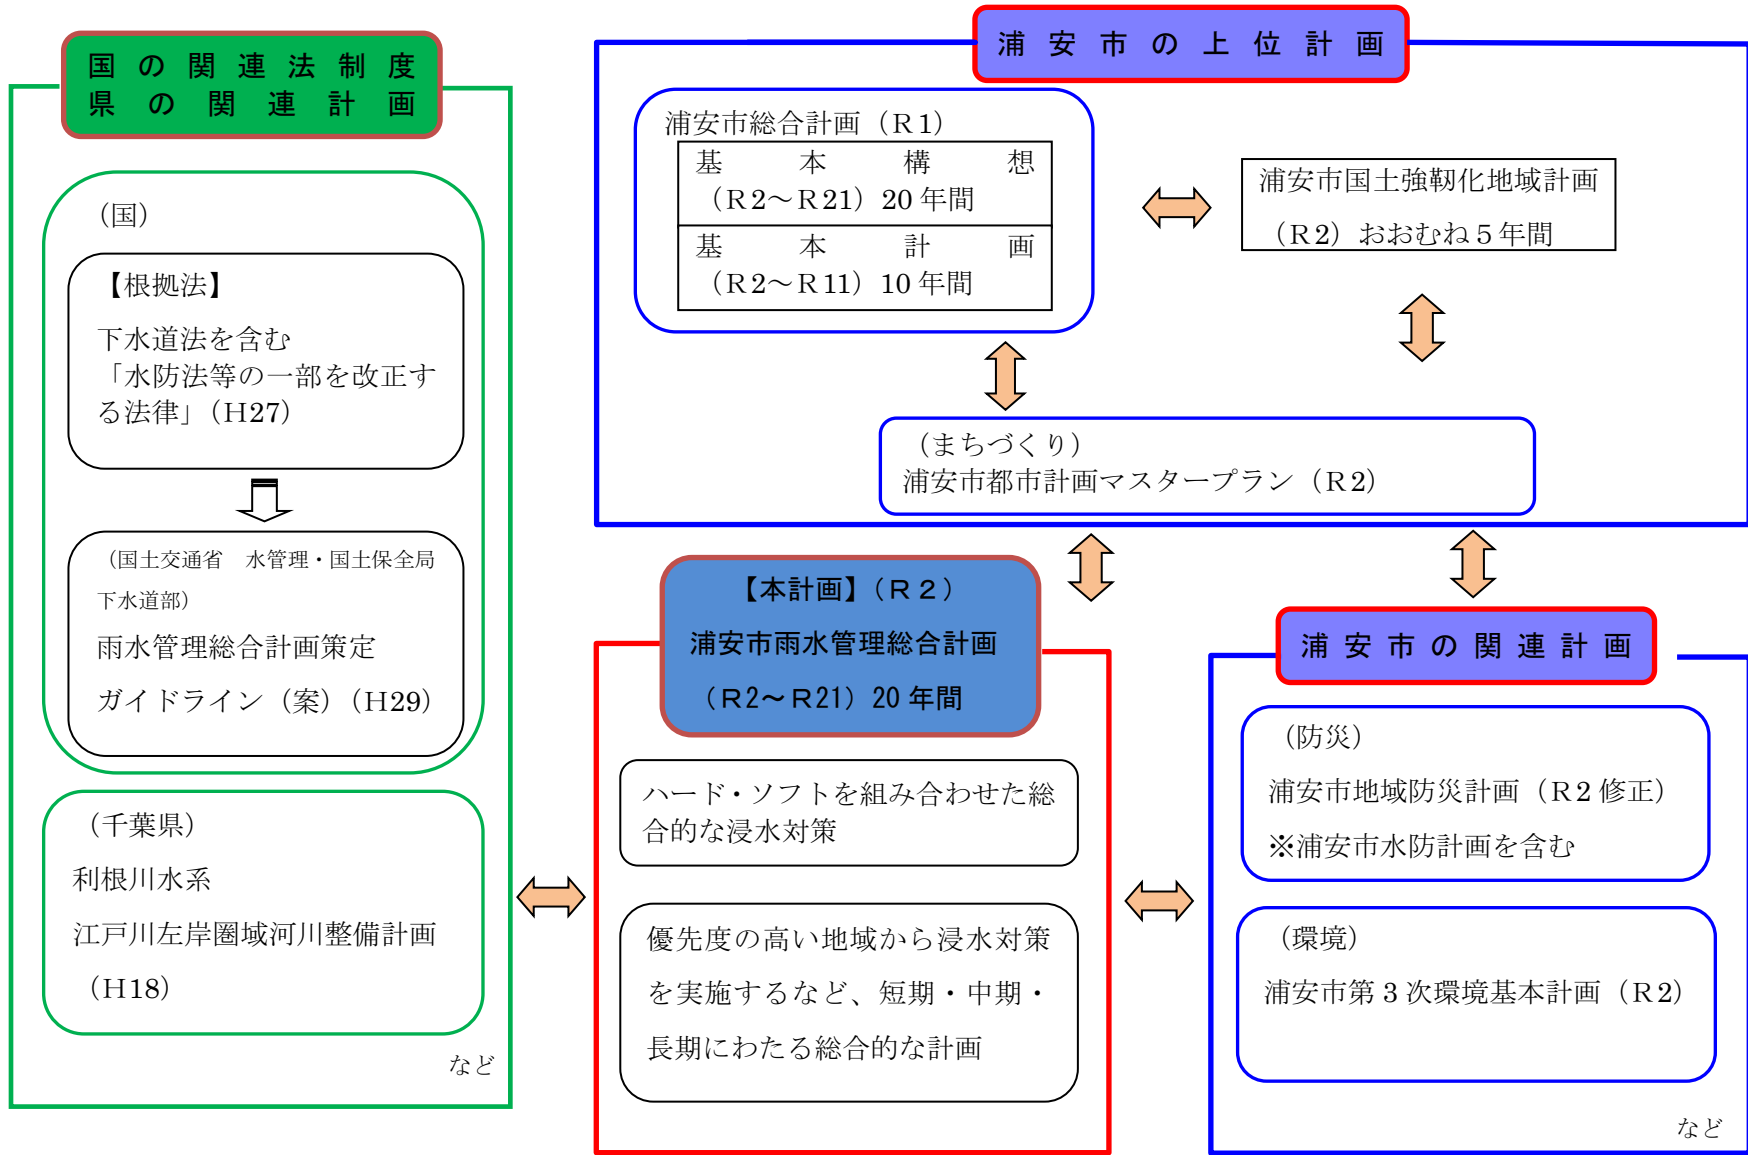 国の関連法制度
県の関連計画
（国）
【根拠法】
下水道法を含む
「水防法等の一部を改正す
る法律」（H27）
（国土交通省　水管理・国土保全局
下水道部）
雨水管理総合計画策定
ガイドライン（案）（H29）
（千葉県）
利根川水系
江戸川左岸圏域河川整備計画
（H18）
など
浦安市の上位計画
浦安市総合計画（R1）
基本構想
（R2～R21）20年間
基本計画
（R2～R11）10年間
浦安市国土強靭化地域計画
（R2）おおむね５年間
（まちづくり）
浦安市都市計画マスタープラン（R2）
【本計画】（R２）
浦安市雨水管理総合計画
（R2～R21）20年間
ハード・ソフトを組み合わせた総
合的な浸水対策
優先度の高い地域から浸水対策
を実施するなど、短期・中期・
長期にわたる総合的な計画
浦安市の関連計画
（防災）
浦安市地域防災計画（R2修正）
※浦安市水防計画を含む
（環境）
浦安市第3次環境基本計画（R2）
など